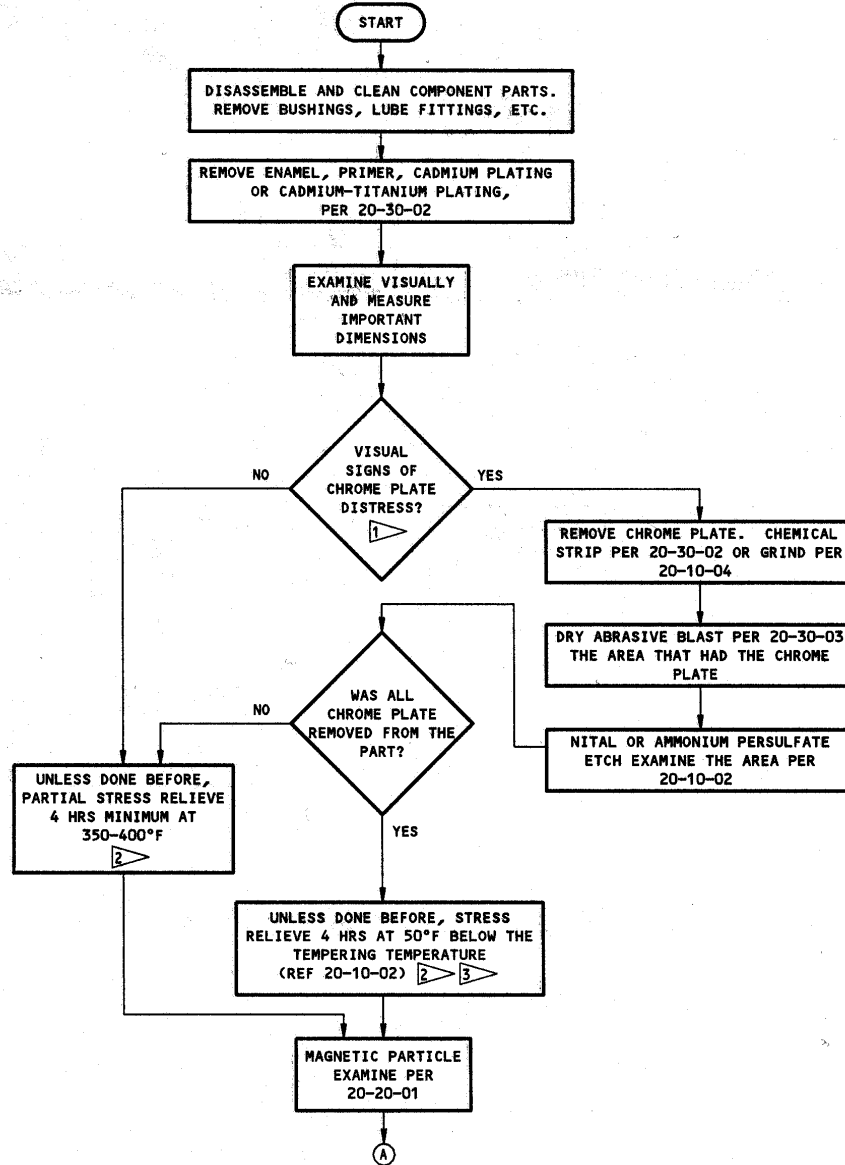 START
DISASSEMBLE AND CLEAN COMPONENT PARTS.
REMOVE BUSHINGS, LUBE FITTINGS, ETC.
REMOVE ENAMEL, PRIMER, CADMIUM PLATING
OR CADMIUM-TITANIUM PLATING,
PER 20-30-02
EXAMINE VISUALLY
AND MEASURE
IMPORTANT
DIMENSIONS
VISUAL
SIGNS OF
CHROME PLATE
DISTRESS?
1
NO
YES
REMOVE CHROME PLATE. CHEMICAL
STRIP PER 20-30-02 OR GRIND PER
20-10-04
DRY ABRASIVE BLAST PER 20-30-03
THE AREA THAT HAD THE CHROME
PLATE
NITAL OR AMMONIUM PERSULFATE
ETCH EXAMINE THE AREA PER
20-10-02
WAS ALL
CHROME PLATE
REMOVED FROM THE
PART?
NO
YES
UNLESS DONE BEFORE,
PARTIAL STRESS RELIEVE
4 HRS MINIMUM AT
350-400°F
2
UNLESS DONE BEFORE, STRESS
RELIEVE 4 HRS AT 50°F BELOW THE
TEMPERING TEMPERATURE
(REF 20-10-02) 2 3
MAGNETIC PARTICLE
EXAMINE PER
20-20-01
A